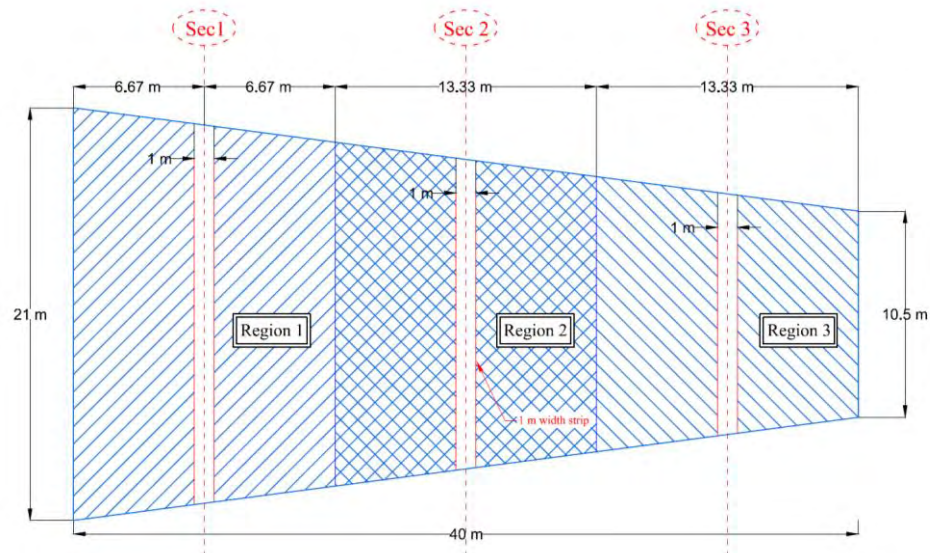 Sec1
Sec 2
Sec 3
6.67 m
6.67 m
13.33 m
13.33 m
1 m
1 m
1 m
21 m
Region 1
Region 2
Region 3
10.5 m
1 m width strip
40 m